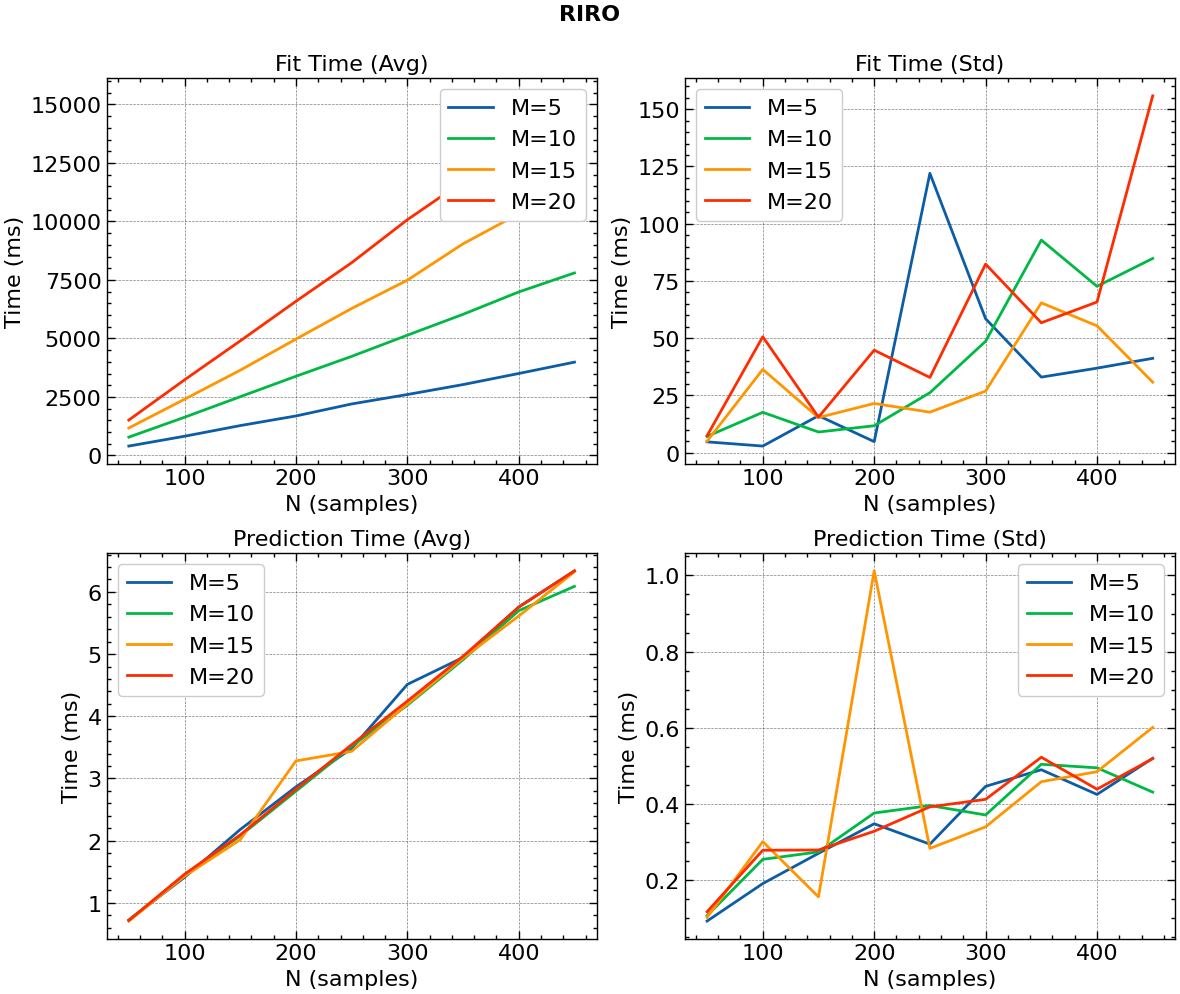 RIRO
Fit Time (Avg)
Time (ms)
15000
12500
10000
7500
5000
2500
0
M=5
M=10
M=15
M=20
100 200 300 400
N (samples)
Fit Time (Std)
Time (ms)
150
125
100
75
50
25
0
M=5
M=10
M=15
M=20
100 200 300 400
N (samples)
Prediction Time (Avg)
Time (ms)
6
5
4
3
2
1
M=5
M=10
M=15
M=20
100 200 300 400
N (samples)
Prediction Time (Std)
Time (ms)
1.0
0.8
0.6
0.4
0.2
M=5
M=10
M=15
M=20
100 200 300 400
N (samples)